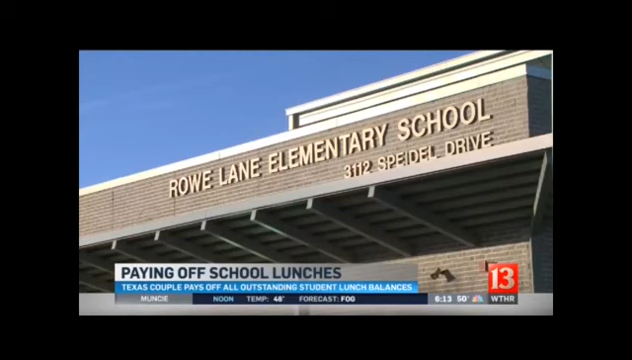 ROWE LANE ELEMENTARY SCHOOL
3112 SPEIDEL DRIVE
PAYING OFF SCHOOL LUNCHES
TEXAS COUPLE PAYS OFF ALL OUTSTANDING STUDENT LUNCH BALANCES
13
MUNCIE NOON TEMP: 48° FORECAST: FOG 6:13 50° WTHR